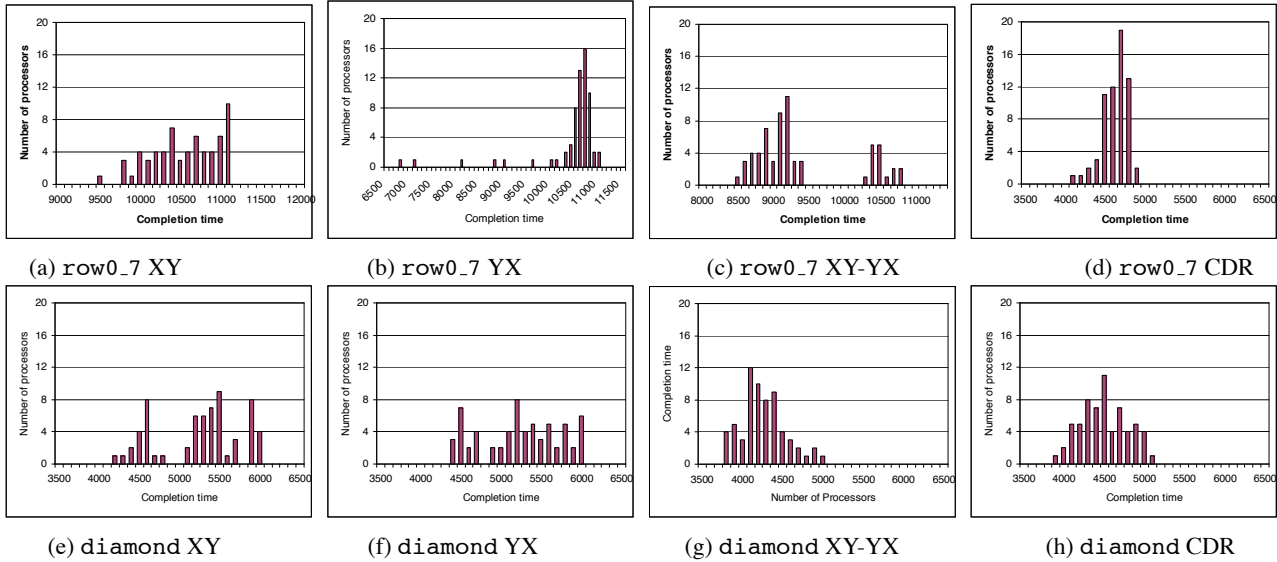 Number of processors
20
16
12
8
4
0
9000 9500 10000 10500 11000 11500 12000
Completion time
(a) row0_7 XY
Number of processors
20
16
12
8
4
0
6500 7000 7500 8000 8500 9000 9500 10000 10500 11000 11500
Completion time
(b) row0_7 YX
Number of processors
20
16
12
8
4
0
8000 8500 9000 9500 10000 10500 11000
Completion time
(c) row0_7 XY-YX
Number of processors
20
16
12
8
4
0
3500 4000 4500 5000 5500 6000 6500
Completion time
(d) row0_7 CDR
Number of processors
20
16
12
8
4
0
3500 4000 4500 5000 5500 6000 6500
Completion time
(e) diamond XY
Number of processors
20
16
12
8
4
0
3500 4000 4500 5000 5500 6000 6500
Completion time
(f) diamond YX
Completion time
20
16
12
8
4
0
3500 4000 4500 5000 5500 6000 6500
Number of Processors
(g) diamond XY-YX
Number of processors
20
16
12
8
4
0
3500 4000 4500 5000 5500 6000 6500
Completion time
(h) diamond CDR